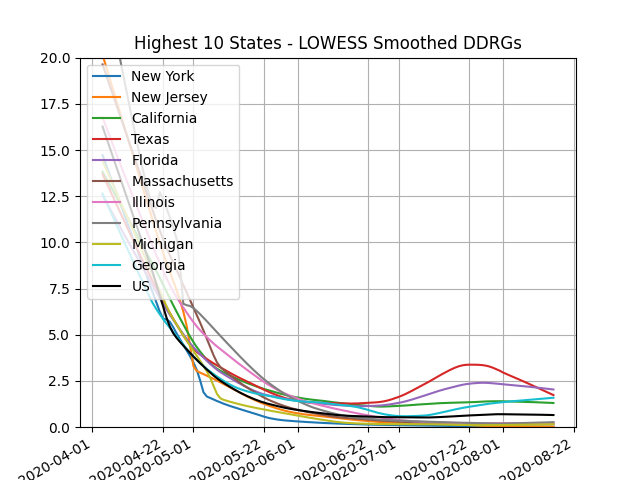 Highest 10 States - LOWESS Smoothed DDRGs
20.0
17.5
15.0
12.5
10.0
7.5
5.0
2.5
0.0
New York
New Jersey
California
Texas
Florida
Massachusetts
Illinois
Pennsylvania
Michigan
Georgia
US
2020-04-01
2020-04-22
2020-05-01
2020-05-22
2020-06-01
2020-06-22
2020-07-01
2020-07-22
2020-08-01
2020-08-22